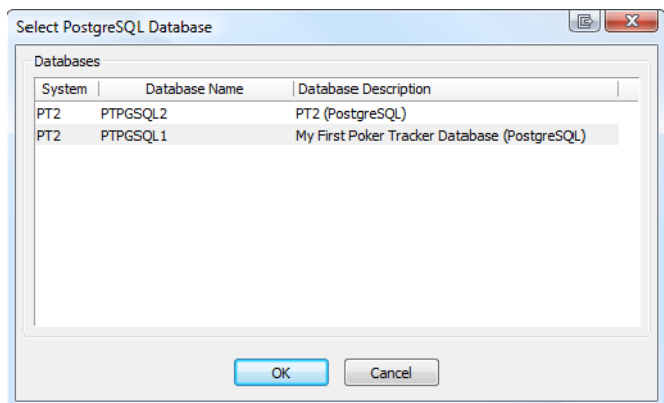 Select PostgreSQL Database
Databases
System Database Name Database Description
PT2 PTPGSQL2 PT2 (PostgreSQL)
PT2 PTPGSQL1 My First Poker Tracker Database (PostgreSQL)
OK Cancel